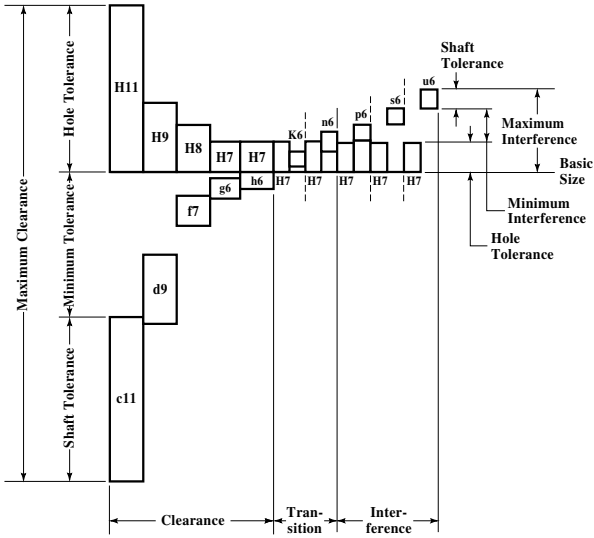 Maximum Clearance
Hole Tolerance
Minimum Tolerance
Shaft Tolerance
H11
H9
H8
H7
H7
K6
n6
p6
s6
u6
H7
H7
H7
H7
H7
g6
h6
f7
d9
c11
Shaft
Tolerance
Maximum
Interference
Basic
Size
Minimum
Interference
Hole
Tolerance
Clearance
Tran-
sition
Inter-
ference